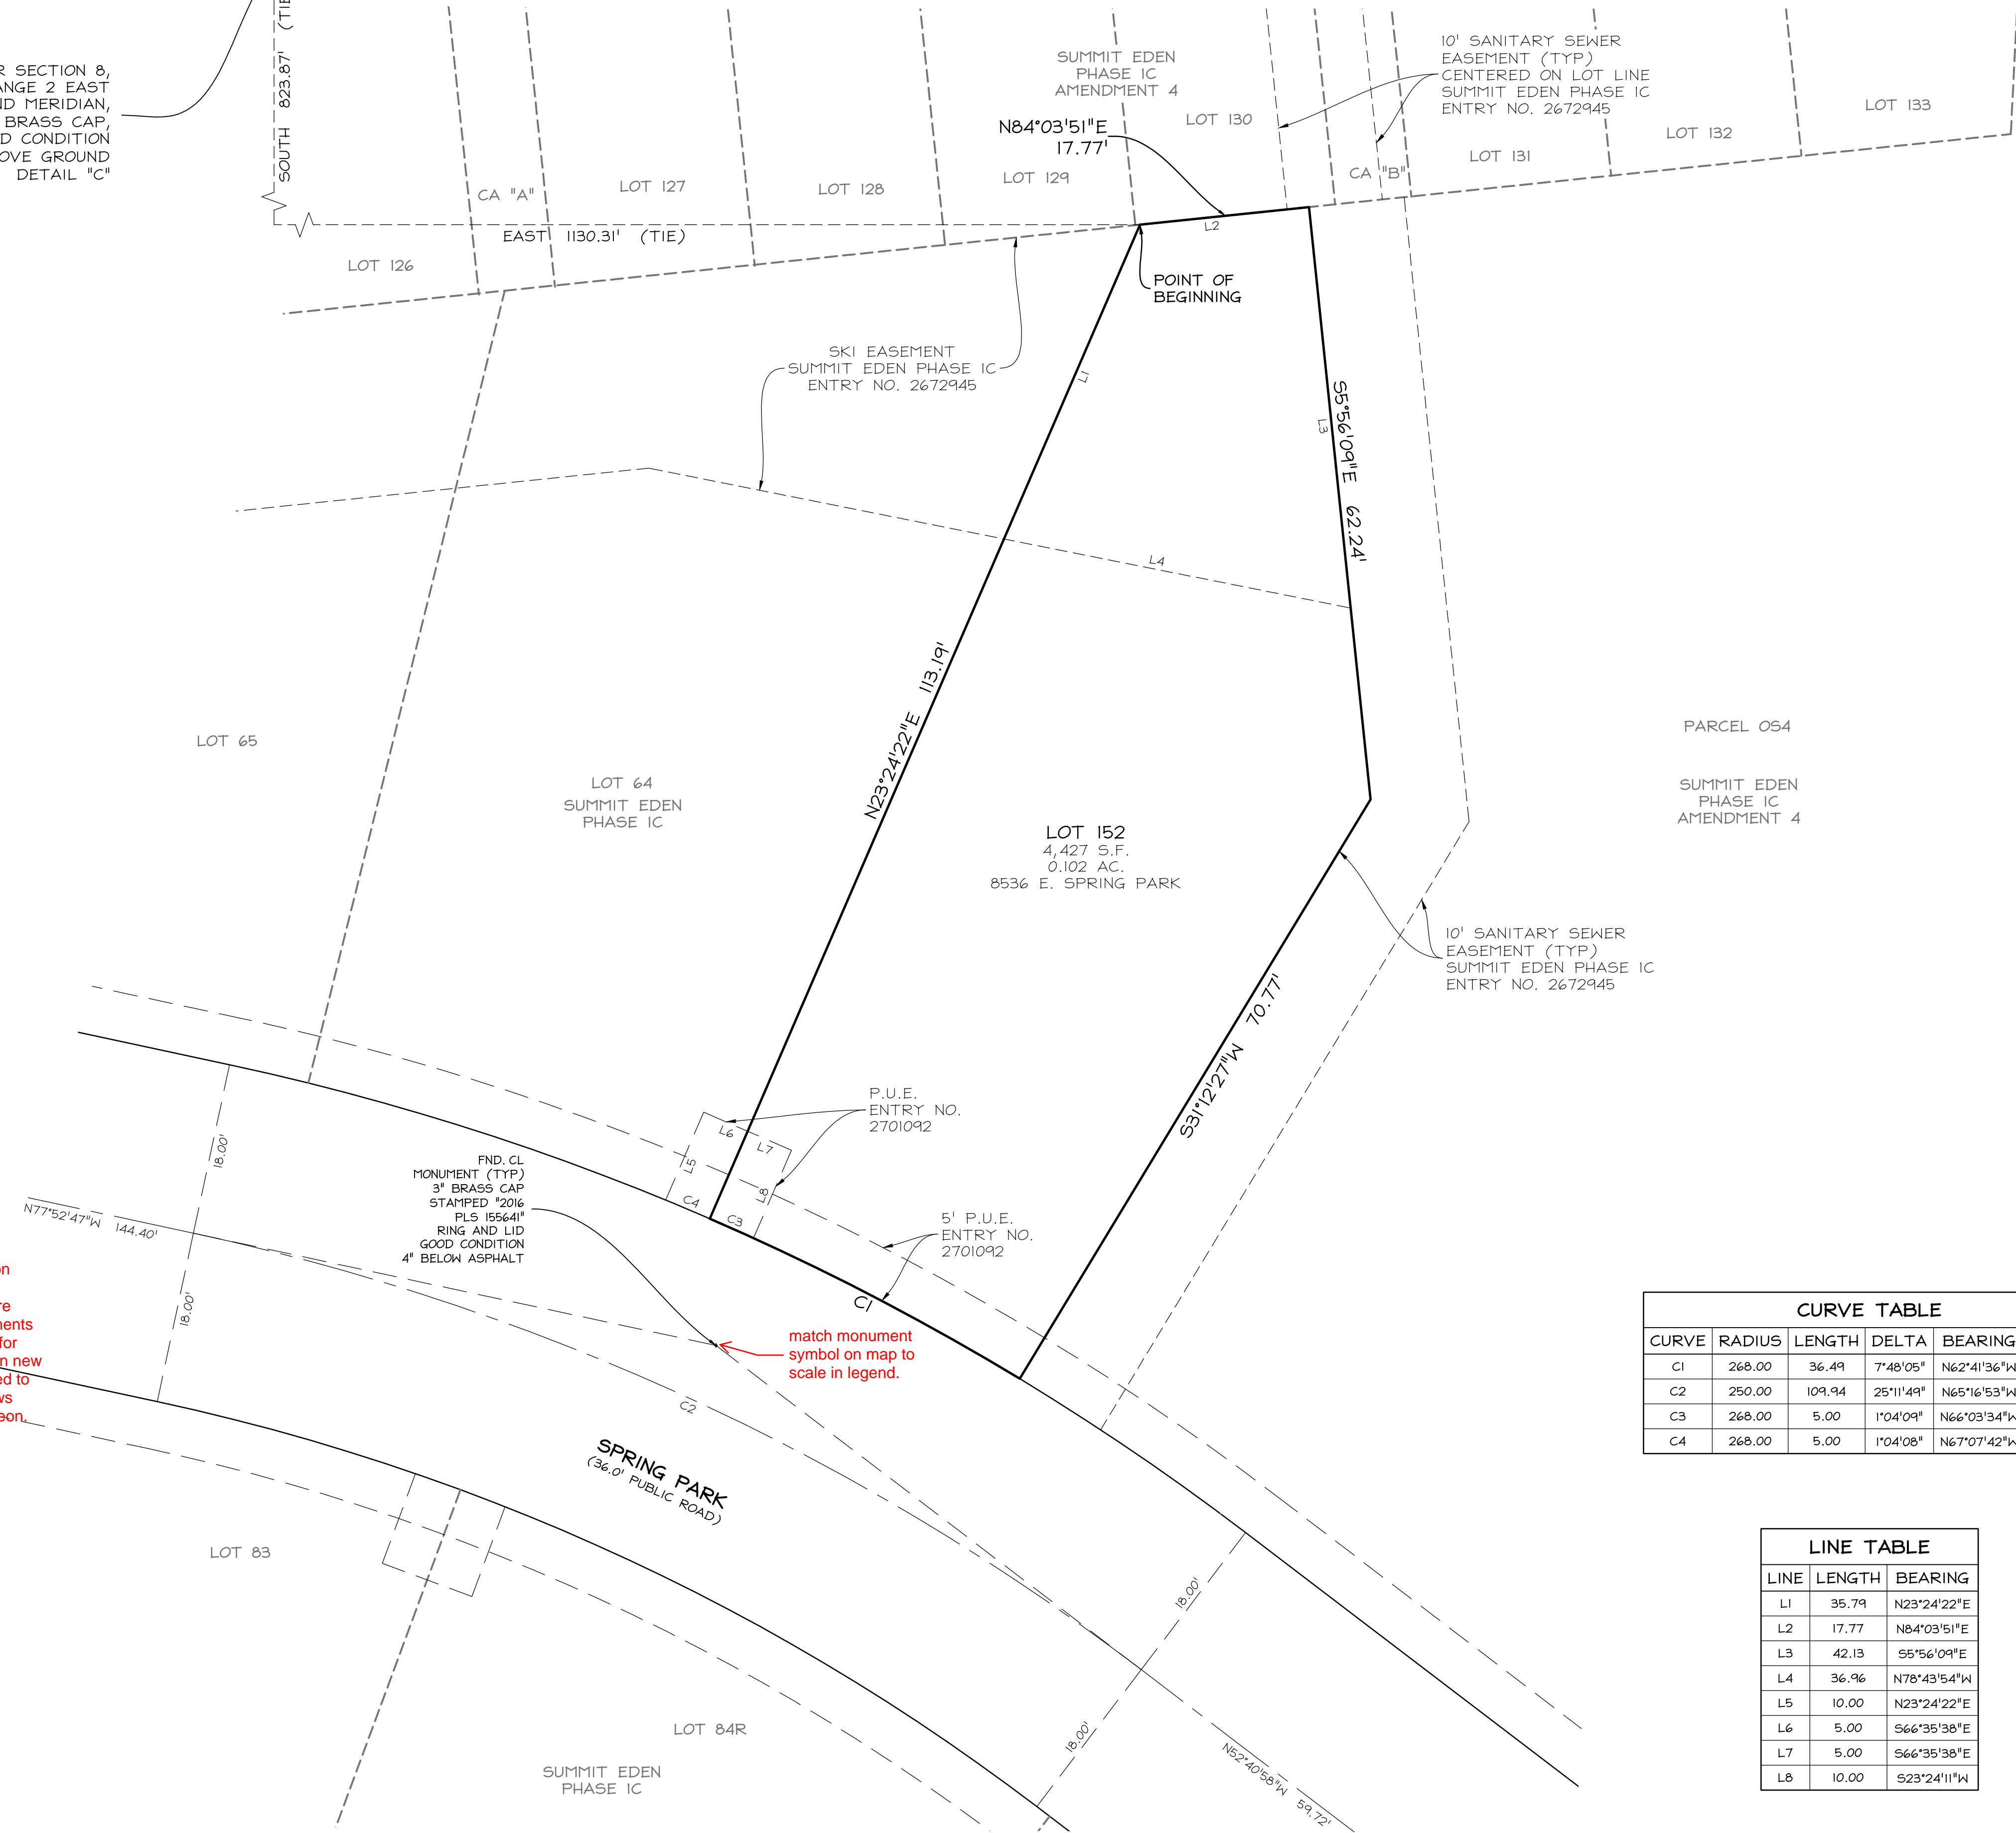 SOUTH 823.87' (TIE
R SECTION 8,
ANGE 2 EAST
ND MERIDIAN,
BRASS CAP,
D CONDITION
OVE GROUND
DETAIL "C"
SUMMIT EDEN
PHASE 1C
AMENDMENT 4
10' SANITARY SEWER
EASEMENT (TYP)
CENTERED ON LOT LINE
SUMMIT EDEN PHASE 1C
ENTRY NO. 2672945
N84°03'51"E
17.77'
LOT 130
LOT 133
LOT 132
LOT 131
CA "B"
LOT 129
LOT 128
LOT 127
CA "A"
EAST 1130.31' (TIE)
LOT 126
L2
POINT OF
BEGINNING
SKI EASEMENT
SUMMIT EDEN PHASE 1C
ENTRY NO. 2672945
L1
L3
S5°56'09"E 62.24'
L4
N23°24'22"E 113.19'
LOT 65
LOT 64
SUMMIT EDEN
PHASE 1C
PARCEL OS4
SUMMIT EDEN
PHASE 1C
AMENDMENT 4
LOT 152
4,427 S.F.
0.102 AC.
8536 E. SPRING PARK
10' SANITARY SEWER
EASEMENT (TYP)
SUMMIT EDEN PHASE 1C
ENTRY NO. 2672945
S31°12'27"W 70.77'
P.U.E.
ENTRY NO.
2701092
L6
L7
L5
L8
C4
C3
18.00'
FND. CL
MONUMENT (TYP)
3" BRASS CAP
STAMPED "2016
PLS 155641"
RING AND LID
GOOD CONDITION
4" BELOW ASPHALT
5' P.U.E.
ENTRY NO.
2701092
N77°52'47"W 144.40'
18.00'
C1
on
re
ments
for
n new
ed to
ws
eon.
match monument
symbol on map to
scale in legend.
C2
SPRING PARK
(36.0' PUBLIC ROAD)
LOT 83
18.00'
18.00'
LOT 84R
SUMMIT EDEN
PHASE 1C
N52°40'58"W 59.72'
CURVE TABLE
CURVE RADIUS LENGTH DELTA BEARING
C1 268.00 36.49 7°48'05" N62°41'36"W
C2 250.00 109.94 25°11'49" N65°16'53"W
C3 268.00 5.00 1°04'09" N66°03'34"W
C4 268.00 5.00 1°04'08" N67°07'42"W
LINE TABLE
LINE LENGTH BEARING
L1 35.79 N23°24'22"E
L2 17.77 N84°03'51"E
L3 42.13 S5°56'09"E
L4 36.96 N78°43'54"W
L5 10.00 N23°24'22"E
L6 5.00 S66°35'38"E
L7 5.00 S66°35'38"E
L8 10.00 S23°24'11"W